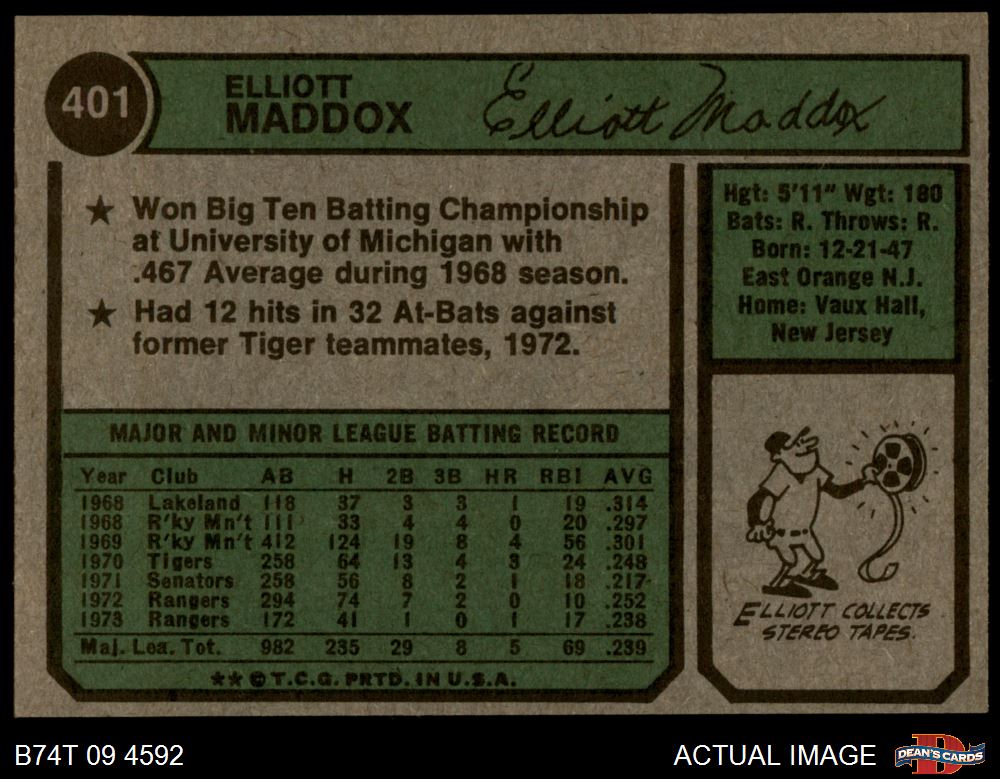 401
ELLIOTT
MADDOX
Elliott Maddox
★ Won Big Ten Batting Championship
at University of Michigan with
.467 Average during 1968 season.
★ Had 12 hits in 32 At-Bats against
former Tiger teammates, 1972.
Hgt: 5'11" Wgt: 180
Bats: R. Throws: R.
Born: 12-21-47
East Orange N.J.
Home: Vaux Hall,
New Jersey
MAJOR AND MINOR LEAGUE BATTING RECORD
Year Club AB H 2B 3B HR RBI AVG
1968 Lakeland 118 37 3 3 1 19 .314
1968 R'ky Mn't 111 33 4 4 0 20 .297
1969 R'ky Mn't 412 124 19 8 4 56 .301
1970 Tigers 258 64 13 4 3 24 .248
1971 Senators 258 56 8 2 1 18 .217
1972 Rangers 294 74 7 2 0 10 .252
1973 Rangers 172 41 1 0 1 17 .238
Maj. Lea. Tot. 982 235 29 8 5 69 .239
★★ © T.C.G. PRTD. IN U.S.A.
ELLIOTT COLLECTS
STEREO TAPES.
B74T 09 4592
ACTUAL IMAGE
DEAN'S CARDS